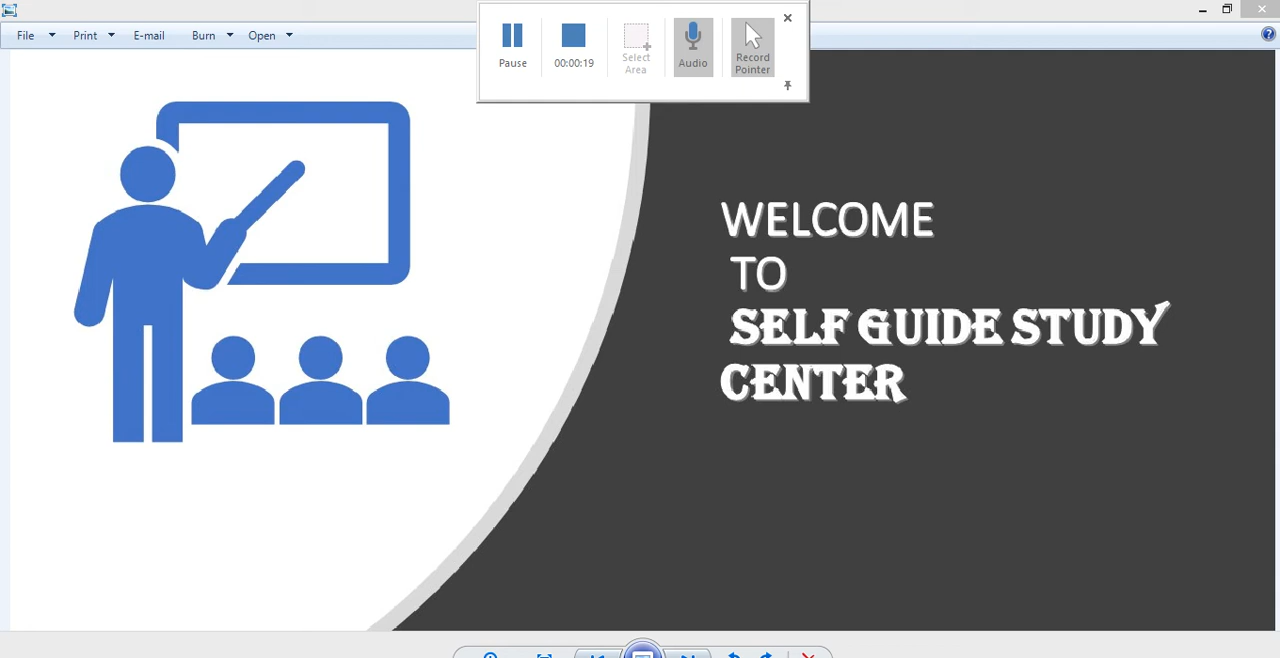 File Print E-mail Burn Open
Pause 00:00:19 Select Area Audio Record Pointer
WELCOME
TO
SELF GUIDE STUDY
CENTER